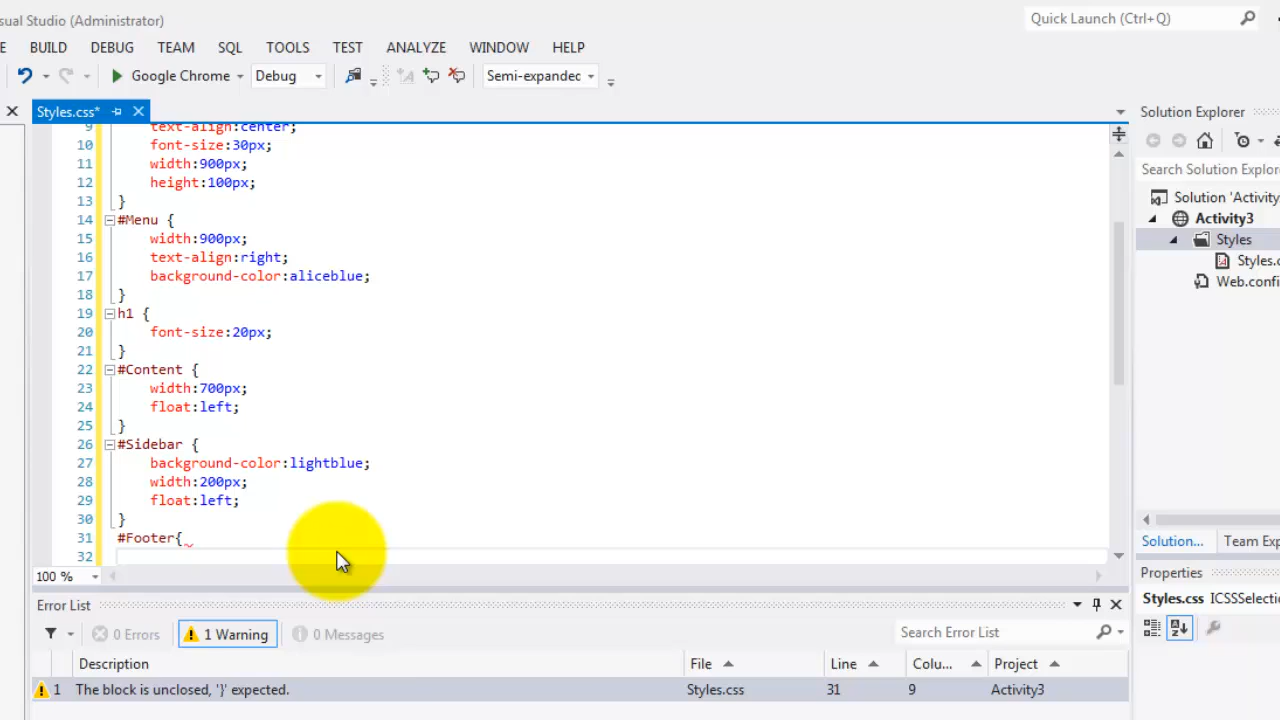 sual Studio (Administrator)
Quick Launch (Ctrl+Q)
E BUILD DEBUG TEAM SQL TOOLS TEST ANALYZE WINDOW HELP
Google Chrome Debug Semi-expanded
Styles.css*
Solution Explorer
9 text-align:center;
10 font-size:30px;
11 width:900px;
12 height:100px;
13 }
14 #Menu {
15 width:900px;
16 text-align:right;
17 background-color:aliceblue;
18 }
19 h1 {
20 font-size:20px;
21 }
22 #Content {
23 width:700px;
24 float:left;
25 }
26 #Sidebar {
27 background-color:lightblue;
28 width:200px;
29 float:left;
30 }
31 #Footer{
32
100 %
Search Solution Explor
Solution 'Activity
Activity3
Styles
Styles.c
Web.confi
Solution... Team Exp
Properties
Styles.css ICSSSelectio
Error List
0 Errors 1 Warning 0 Messages Search Error List
Description File Line Colu... Project
1 The block is unclosed, '}' expected. Styles.css 31 9 Activity3